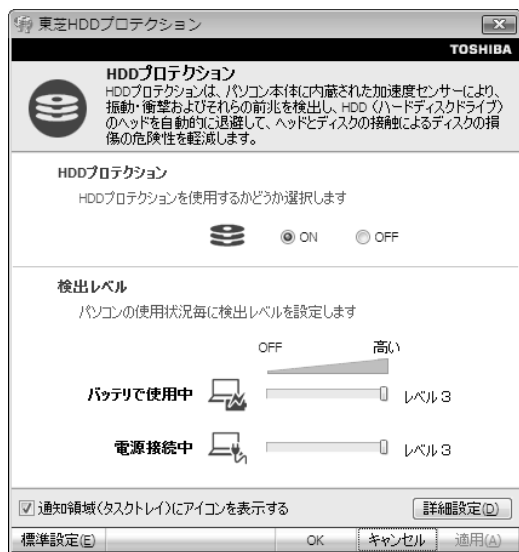 東芝HDDプロテクション
TOSHIBA
HDDプロテクション
HDDプロテクションは、パソコン本体に内蔵された加速度センサーにより、
振動・衝撃およびそれらの前兆を検出し、HDD（ハードディスクドライブ）
のヘッドを自動的に退避して、ヘッドとディスクの接触によるディスクの損
傷の危険性を軽減します。
HDDプロテクション
HDDプロテクションを使用するかどうか選択します
ON OFF
検出レベル
パソコンの使用状況毎に検出レベルを設定します
OFF 高い
バッテリで使用中 レベル 3
電源接続中 レベル 3
通知領域(タスクトレイ)にアイコンを表示する 詳細設定(D)
標準設定(E) OK キャンセル 適用(A)